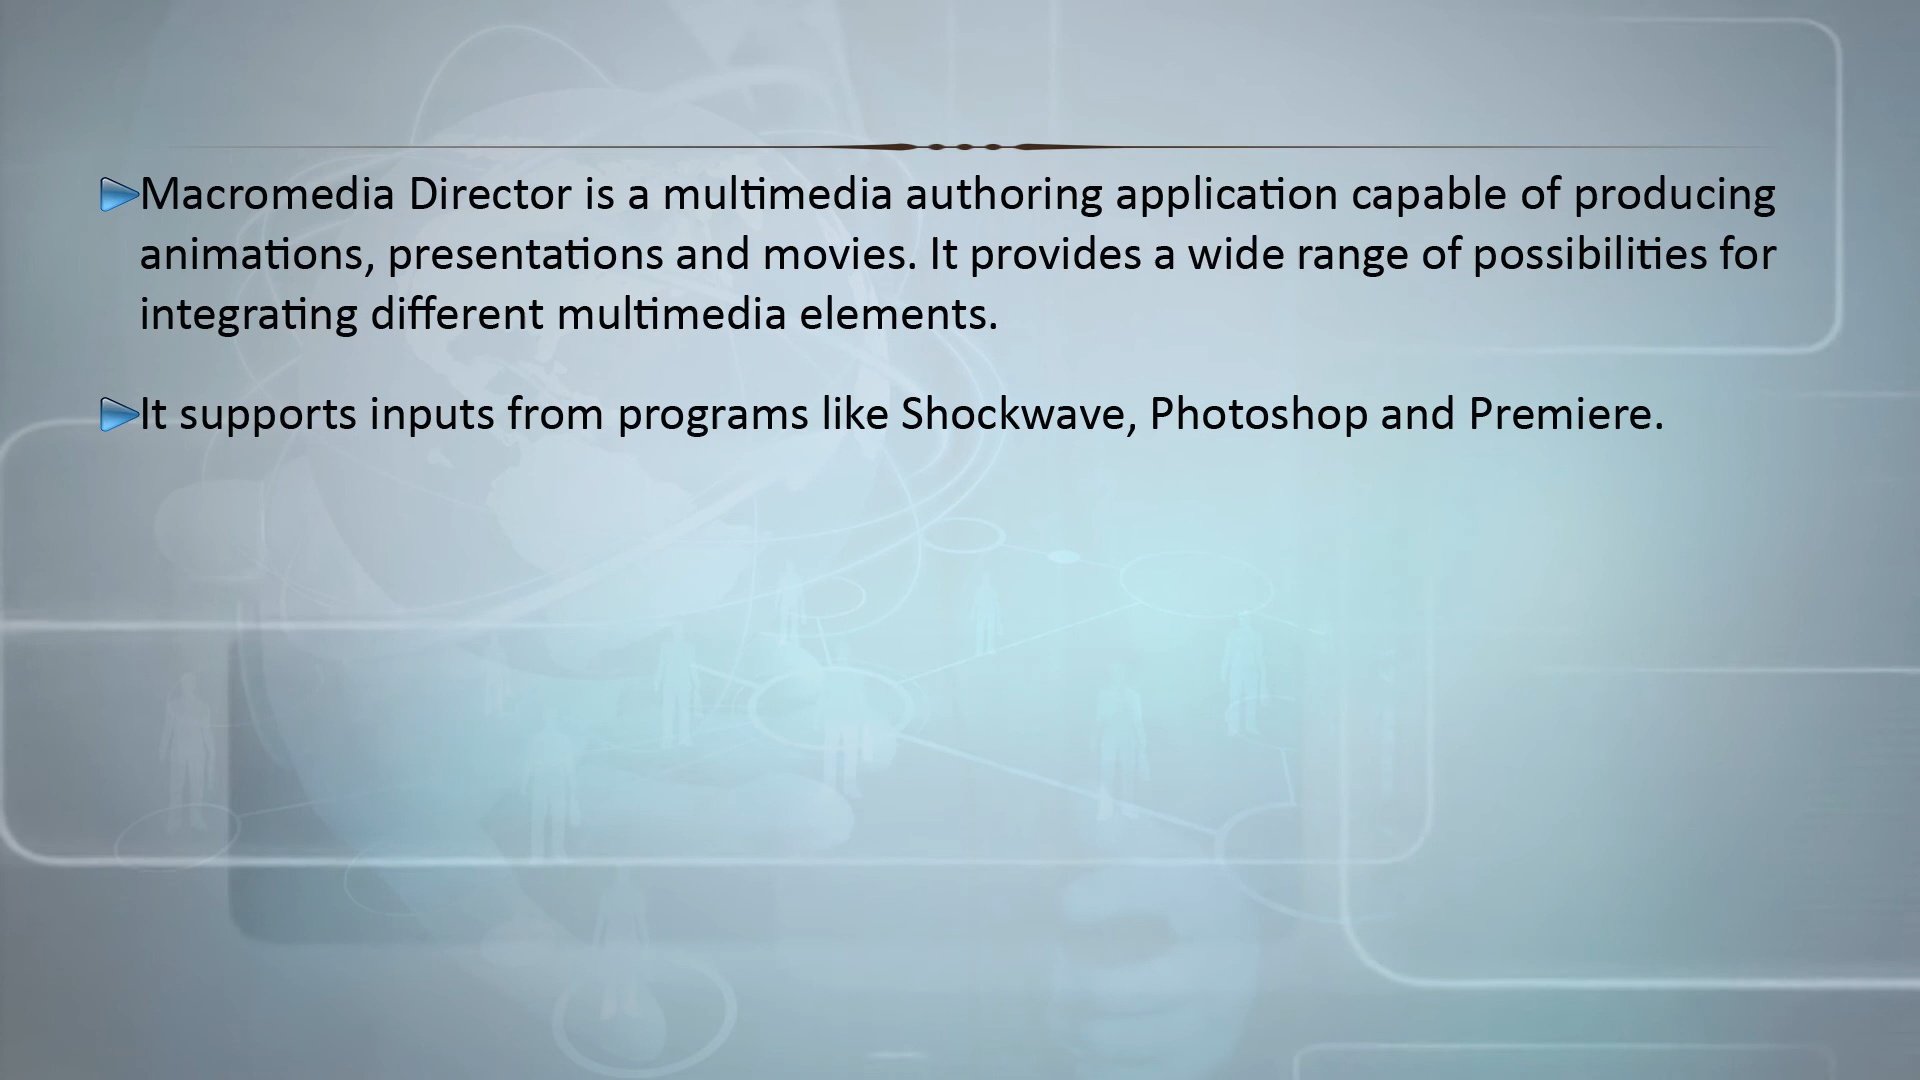 Macromedia Director is a multimedia authoring application capable of producing
animations, presentations and movies. It provides a wide range of possibilities for
integrating different multimedia elements.
It supports inputs from programs like Shockwave, Photoshop and Premiere.